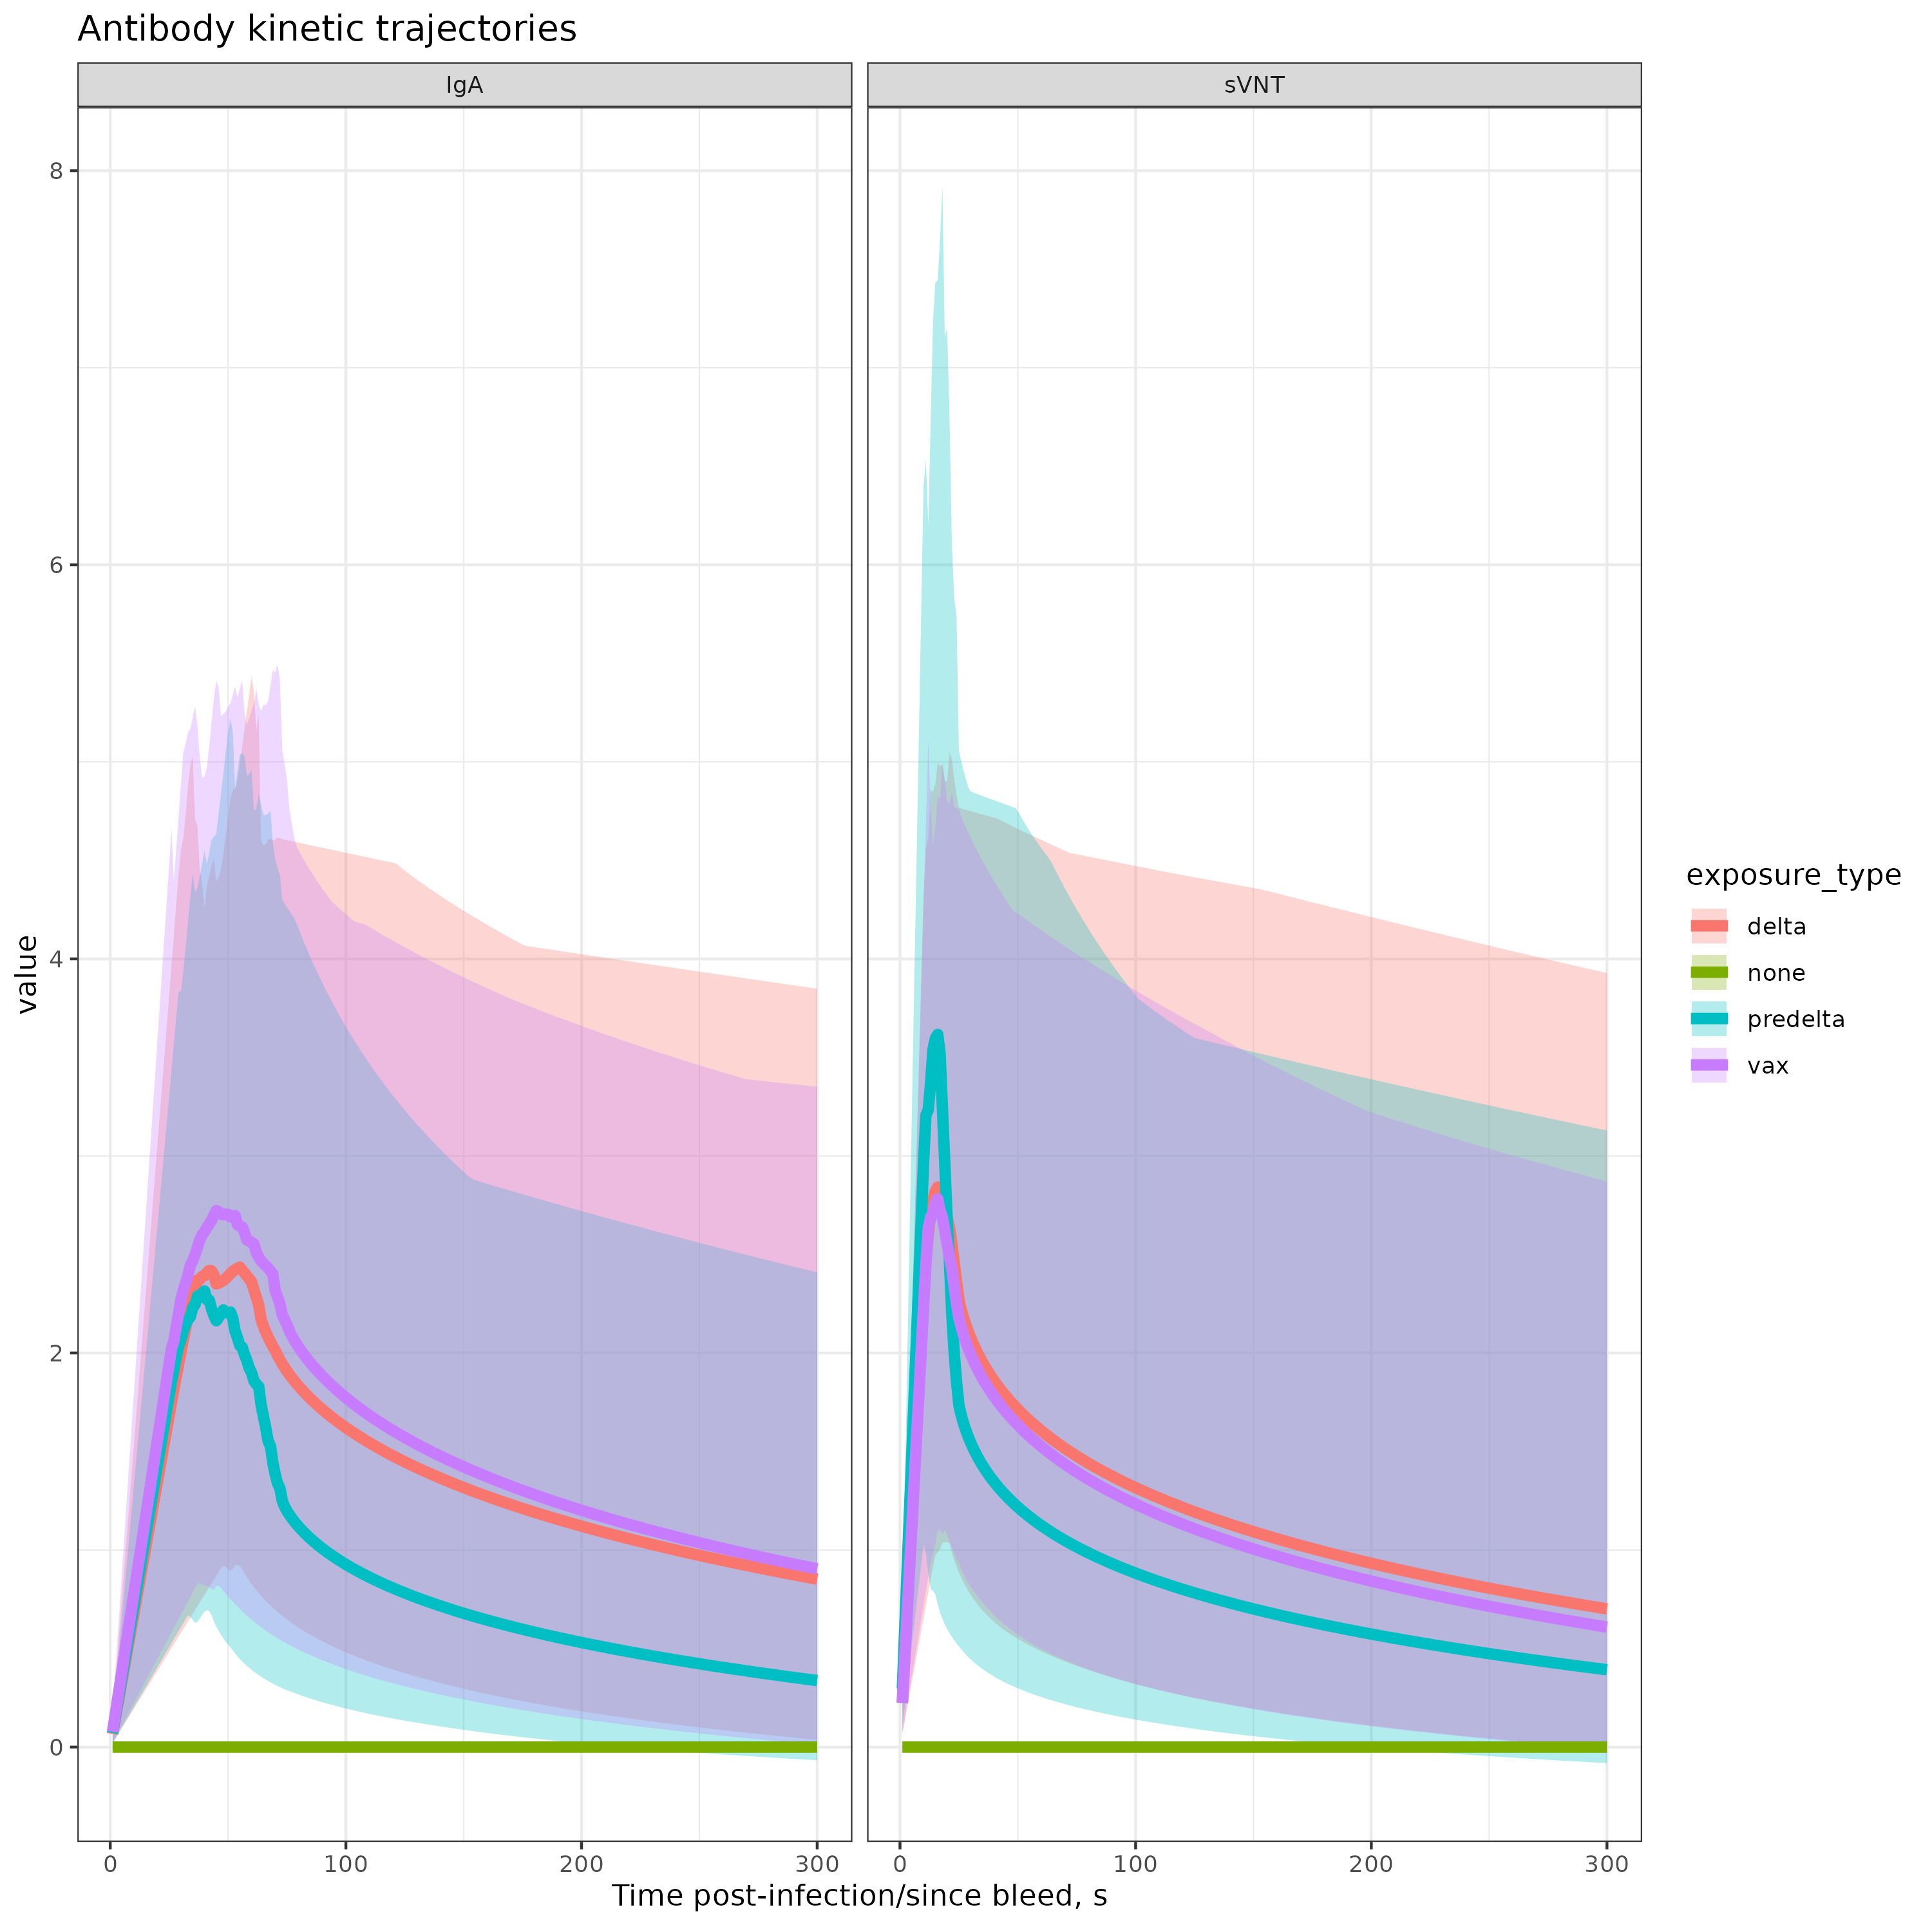 Antibody kinetic trajectories
IgA
sVNT
8
6
4
2
0
value
0 100 200 300
0 100 200 300
Time post-infection/since bleed, s
exposure_type
delta
none
predelta
vax